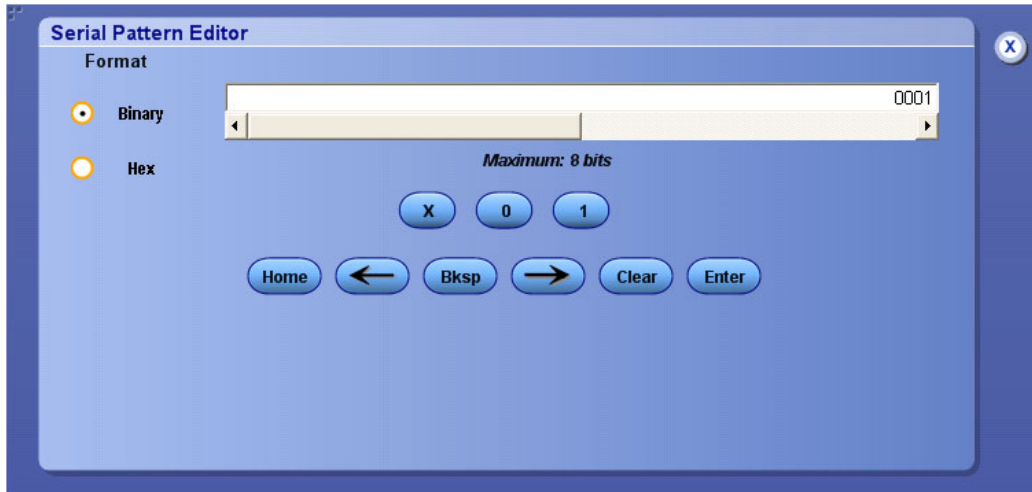 Serial Pattern Editor
X
Format
Binary
0001
Hex
Maximum: 8 bits
X 0 1
Home Bksp Clear Enter